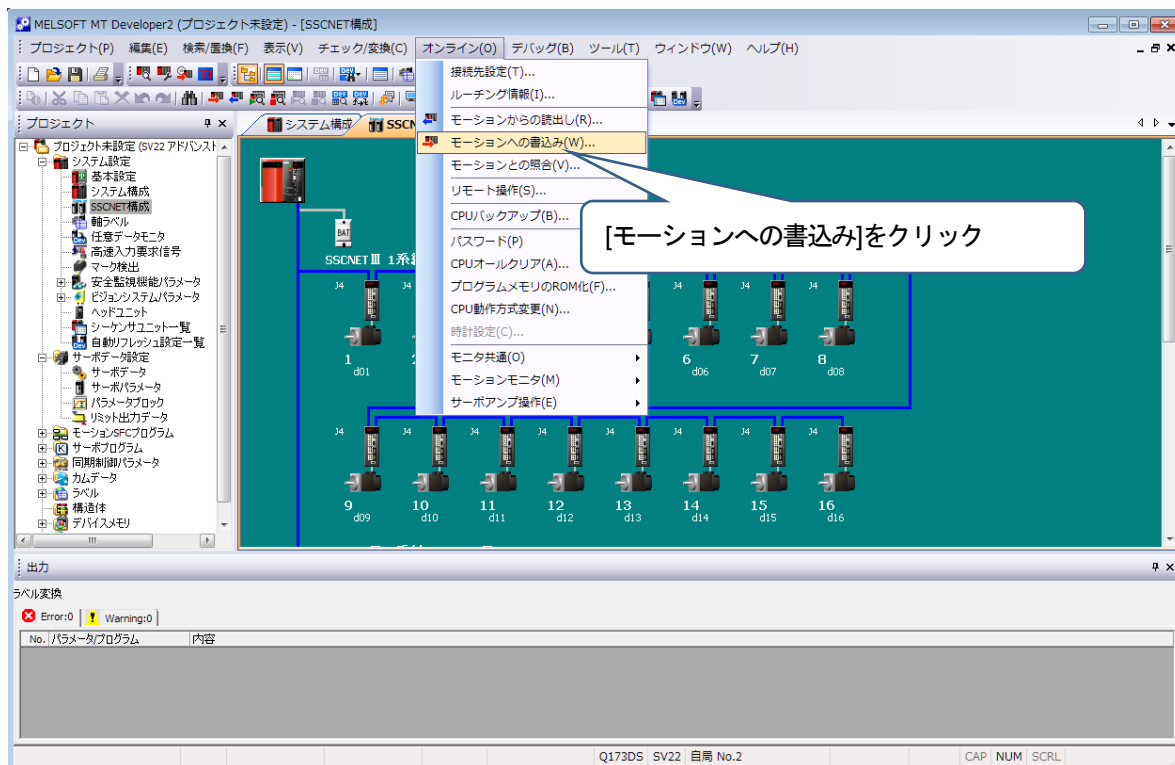 MELSOFT MT Developer2 (プロジェクト未設定) - [SSCNET構成]
プロジェクト(P) 編集(E) 検索/置換(F) 表示(V) チェック/変換(C) オンライン(O) デバッグ(B) ツール(T) ウィンドウ(W) ヘルプ(H)
プロジェクト
システム構成
SSCN
プロジェクト未設定 (SV22 アドバンスト
システム設定
基本設定
システム構成
SSCNET構成
軸ラベル
任意データモニタ
高速入力要求信号
マーク検出
安全監視機能パラメータ
ビジョンシステムパラメータ
ヘッドユニット
シーケンサユニット一覧
自動リフレッシュ設定一覧
サーボデータ設定
サーボデータ
サーボパラメータ
パラメータブロック
リミット出力データ
モーションSFCプログラム
サーボプログラム
同期制御パラメータ
カムデータ
ラベル
構造体
デバイスメモリ
接続先設定(T)...
ルーチング情報(I)...
モーションからの読出し(R)...
モーションへの書込み(W)...
モーションとの照合(V)...
リモート操作(S)...
CPUバックアップ(B)...
パスワード(P)
CPUオールクリア(A)...
プログラムメモリのROM化(F)...
CPU動作方式変更(N)...
時計設定(C)...
モニタ共通(O)
モーションモニタ(M)
サーボアンプ操作(E)
[モーションへの書込み]をクリック
BAT
SSCNETⅢ 1系
J4 J4 J4 J4 J4
1 6 7 8
d01 d06 d07 d08
J4 J4 J4 J4 J4 J4 J4 J4
9 10 11 12 13 14 15 16
d09 d10 d11 d12 d13 d14 d15 d16
出力
ラベル変換
Error:0 Warning:0
No. パラメータ/プログラム 内容
Q173DS SV22 自局 No.2 CAP NUM SCRL